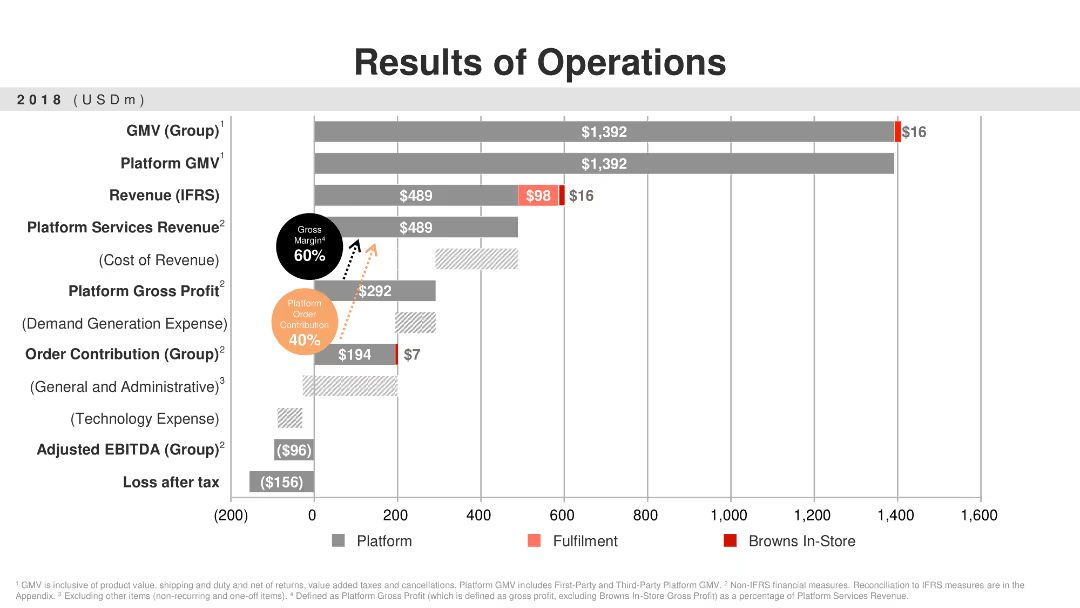 Results of Operations
2018 (USDm)
GMV (Group)¹ $1,392 $16
Platform GMV¹ $1,392
Revenue (IFRS) $489 $98 $16
Platform Services Revenue² $489
Gross
Margin⁴
60%
(Cost of Revenue)
Platform Gross Profit² $292
Platform
Order
Contribution
40%
(Demand Generation Expense)
Order Contribution (Group)² $194 $7
(General and Administrative)³
(Technology Expense)
Adjusted EBITDA (Group)² ($96)
Loss after tax ($156)
(200) 0 200 400 600 800 1,000 1,200 1,400 1,600
Platform Fulfilment Browns In-Store
¹ GMV is inclusive of product value, shipping and duty and net of returns, value added taxes and cancellations. Platform GMV includes First-Party and Third-Party Platform GMV. ² Non-IFRS financial measures. Reconciliation to IFRS measures are in the
Appendix. ³ Excluding other items (non-recurring and one-off items). ⁴ Defined as Platform Gross Profit (which is defined as gross profit, excluding Browns In-Store Gross Profit) as a percentage of Platform Services Revenue.